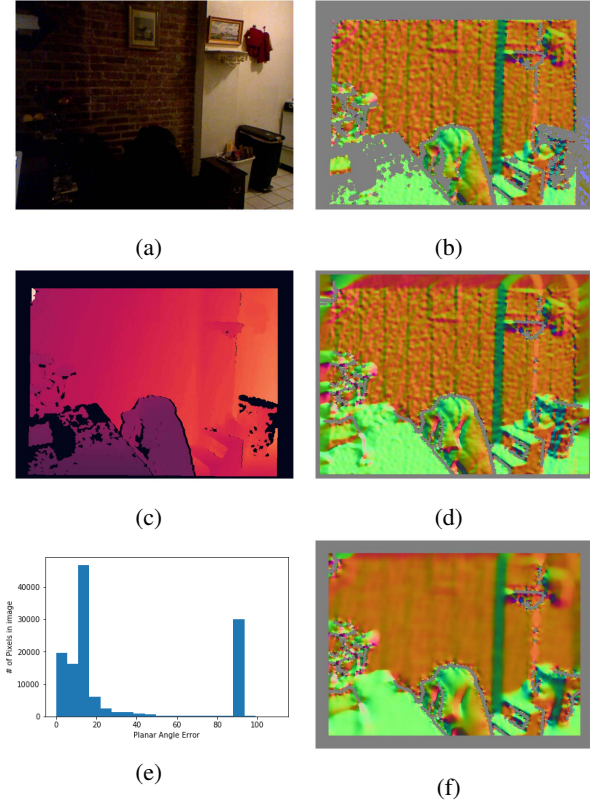 (a)
(b)
(c)
(d)
# of Pixels in image
40000
30000
20000
10000
0
0
20
40
60
80
100
Planar Angle Error
(e)
(f)